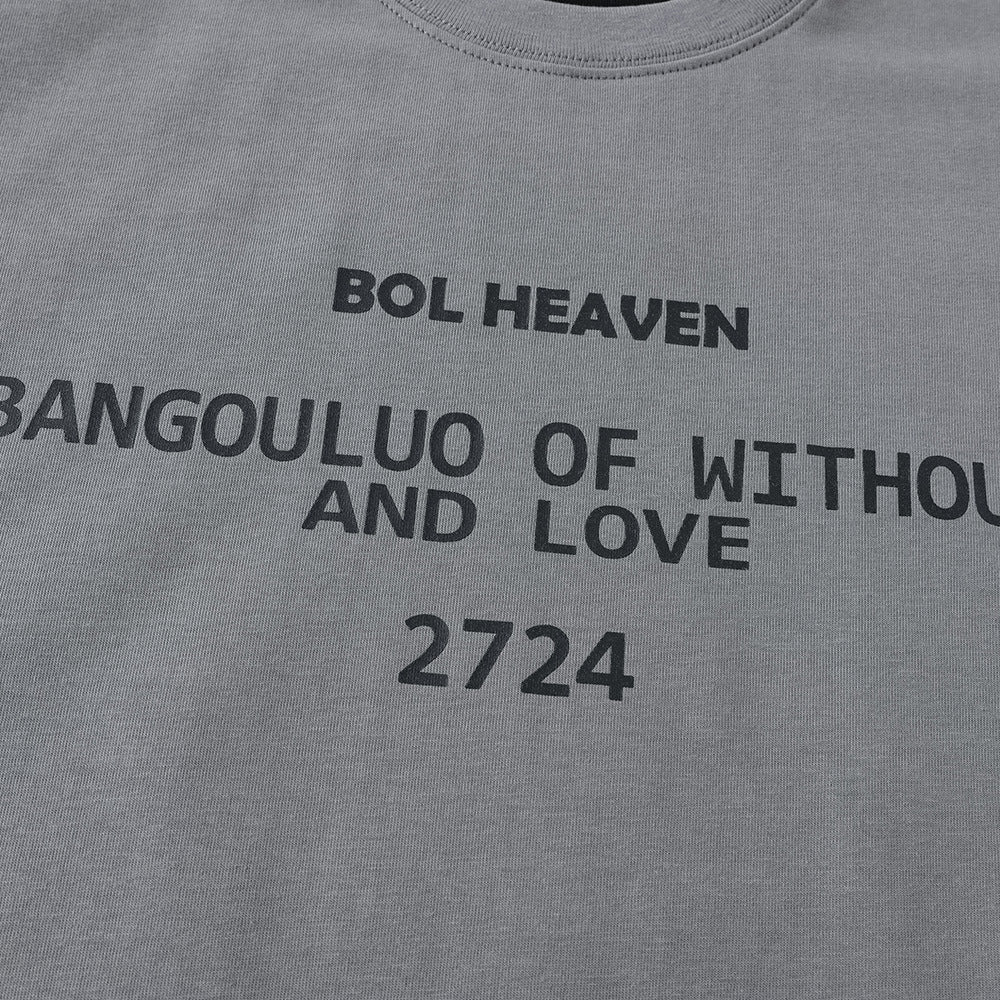 BOL HEAVEN
BANGOULUO OF WITHOU
AND LOVE
2724